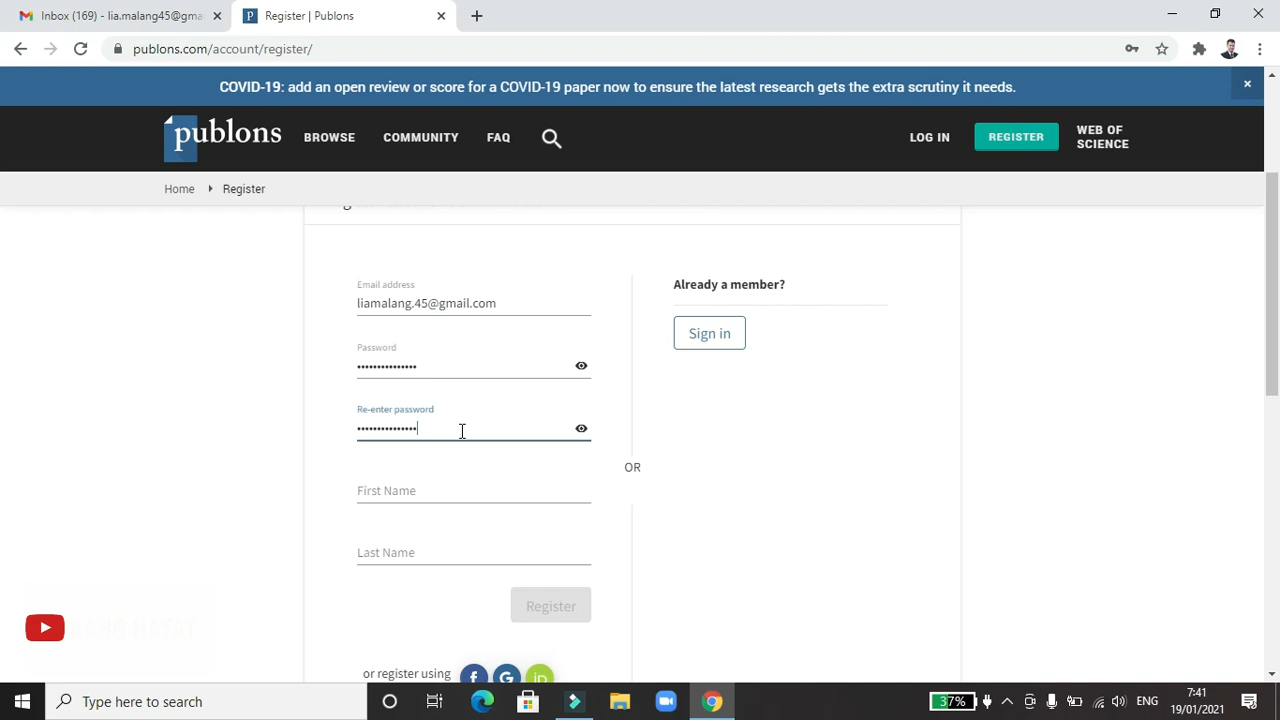 Inbox (169) - lia.malang45@gma
Register | Publons
publons.com/account/register/
COVID-19: add an open review or score for a COVID-19 paper now to ensure the latest research gets the extra scrutiny it needs.
publons
BROWSE
COMMUNITY
FAQ
LOG IN
REGISTER
WEB OF
SCIENCE
Home
Register
Email address
liamalang.45@gmail.com
Already a member?
Sign in
Password
Re-enter password
OR
First Name
Last Name
Register
or register using
f
G
iD
Type here to search
37%
ENG
7:41
19/01/2021